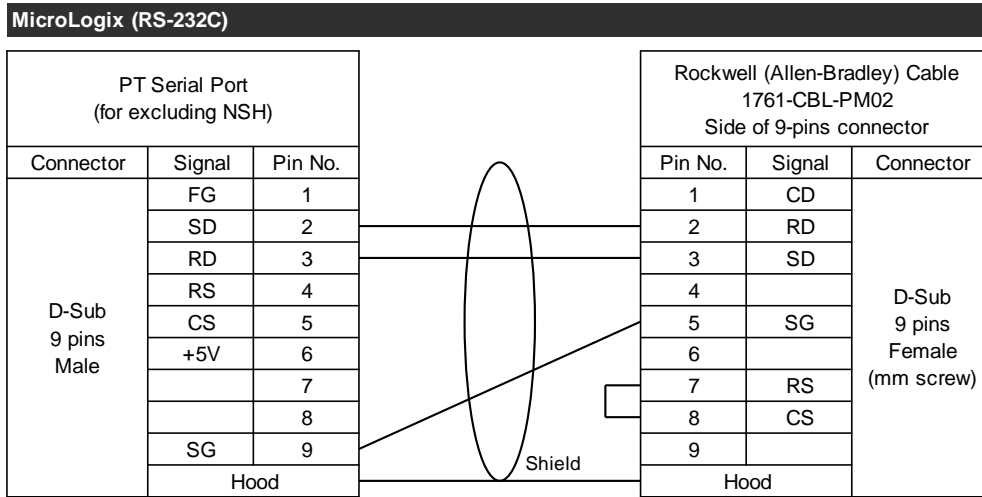 MicroLogix (RS-232C)
PT Serial Port
(for excluding NSH)
Connector Signal Pin No.
FG 1
SD 2
RD 3
RS 4
CS 5
+5V 6
7
8
SG 9
D-Sub
9 pins
Male
Hood
Shield
Rockwell (Allen-Bradley) Cable
1761-CBL-PM02
Side of 9-pins connector
Pin No. Signal Connector
1 CD
2 RD
3 SD
4
5 SG
6
7 RS
8 CS
9
D-Sub
9 pins
Female
(mm screw)
Hood